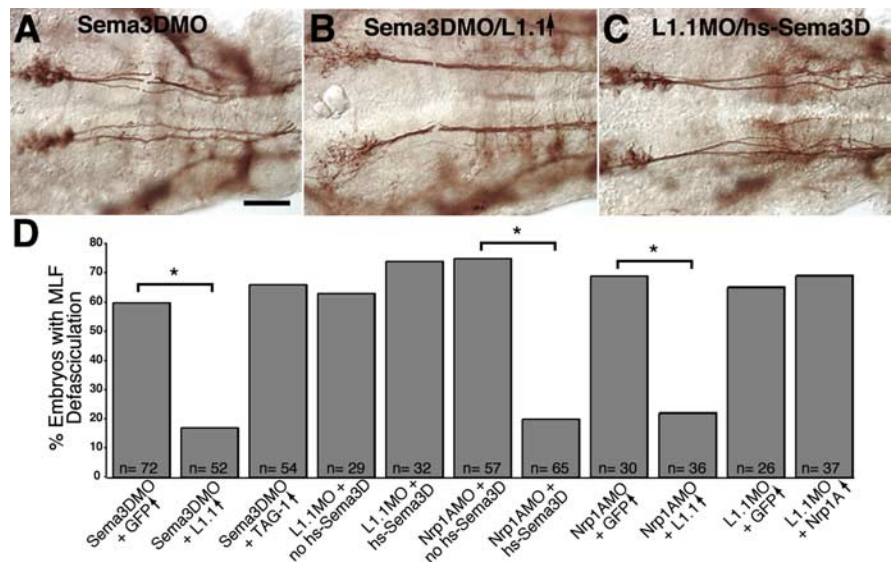 A
Sema3DMO
B
Sema3DMO/L1.1↑
C
L1.1MO/hs-Sema3D
D
% Embryos with MLF
Defasciculation
80
70
60
50
40
30
20
10
0
*
*
*
n= 72
n= 52
n= 54
n= 29
n= 32
n= 57
n= 65
n= 30
n= 36
n= 26
n= 37
Sema3DMO
+ GFP↑
Sema3DMO
+ L1.1↑
Sema3DMO
+ TAG-1↑
L1.1MO +
no hs-Sema3D
L1.1MO +
hs-Sema3D
Nrp1AMO +
no hs-Sema3D
Nrp1AMO +
hs-Sema3D
Nrp1AMO
+ GFP↑
Nrp1AMO
+ L1.1↑
L1.1MO
+ GFP↑
L1.1MO
+ Nrp1A↑